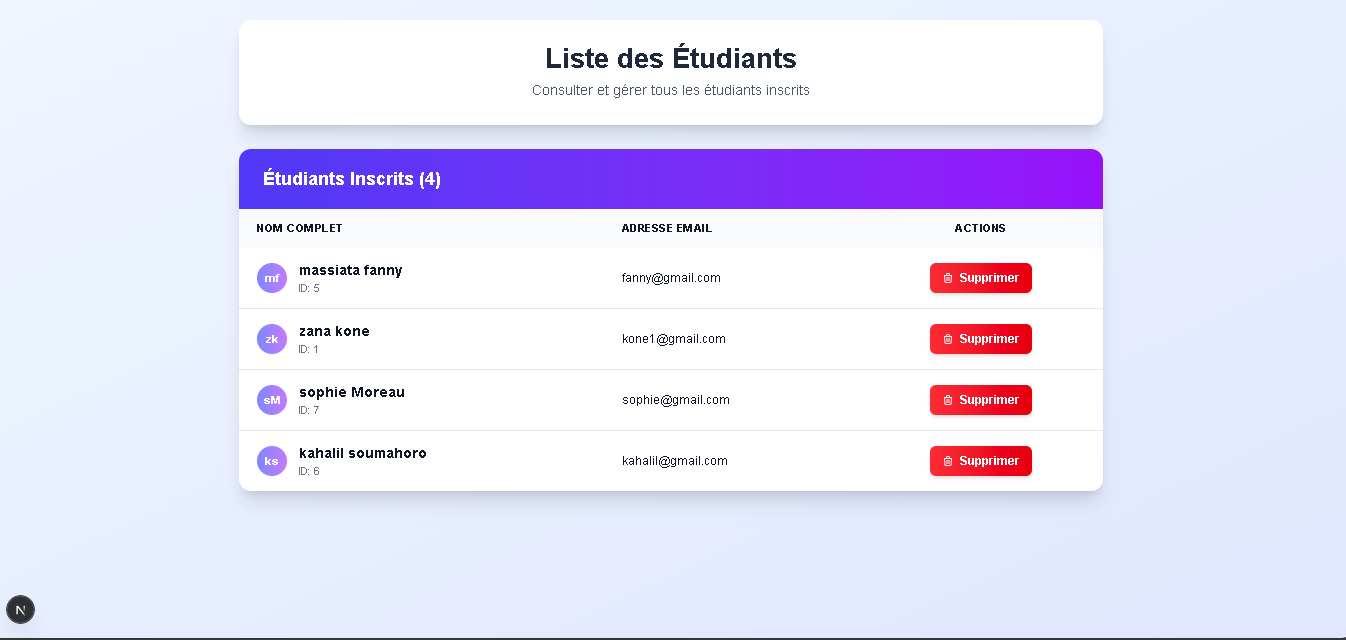 Liste des Étudiants
Consulter et gérer tous les étudiants inscrits
Étudiants Inscrits (4)
NOM COMPLET ADRESSE EMAIL ACTIONS
mf massiata fanny fanny@gmail.com Supprimer
ID: 5
zk zana kone kone1@gmail.com Supprimer
ID: 1
sM sophie Moreau sophie@gmail.com Supprimer
ID: 7
ks kahalil soumahoro kahalil@gmail.com Supprimer
ID: 6
N